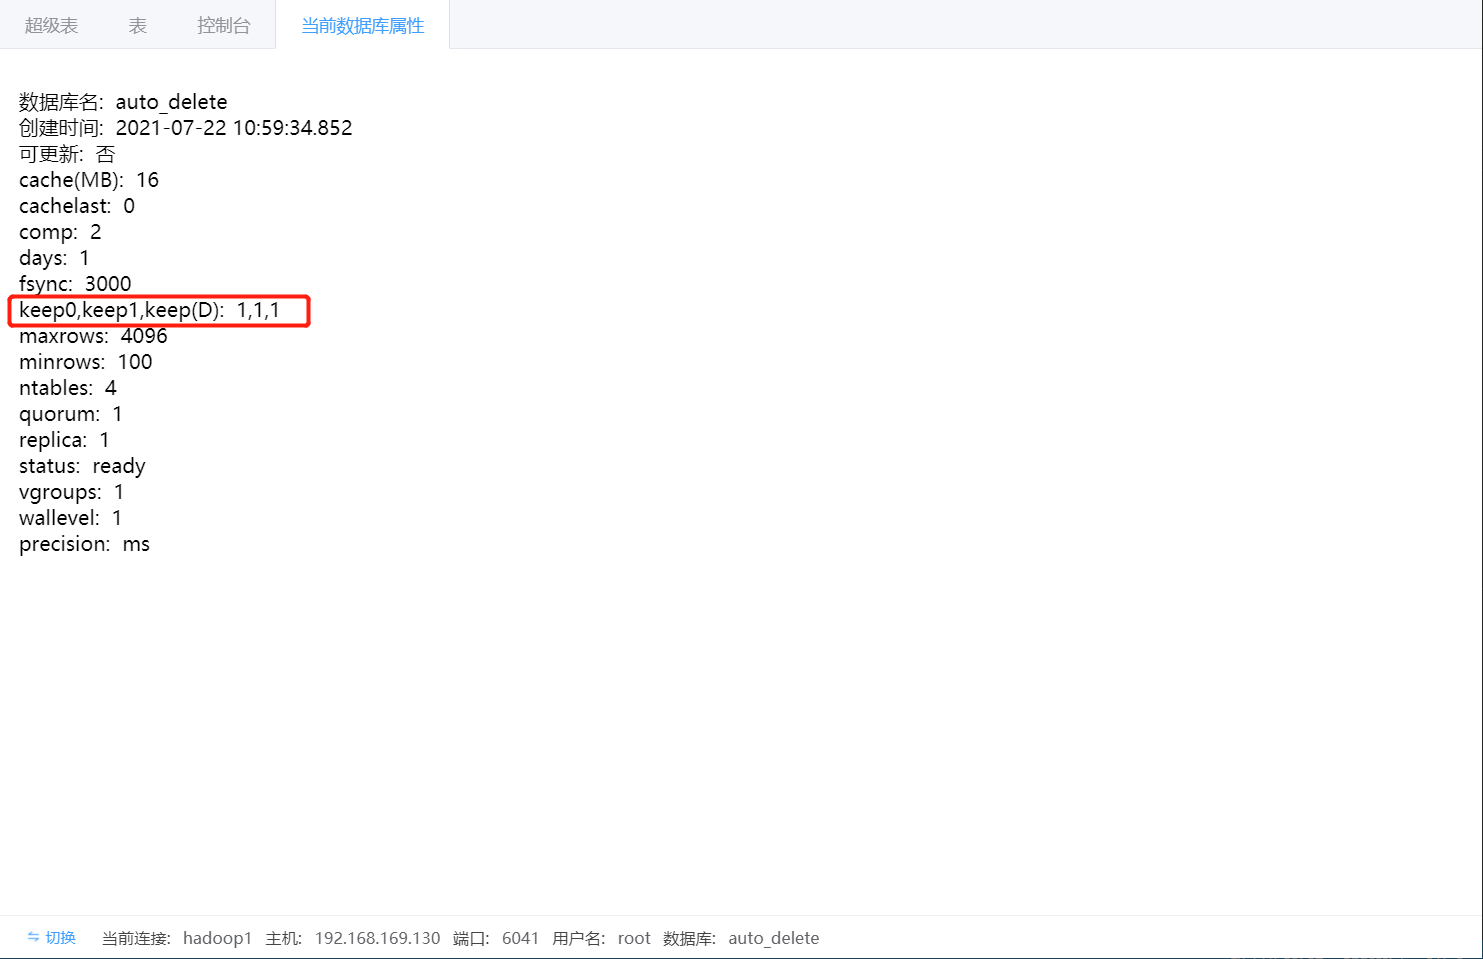 超级表 表 控制台 当前数据库属性
数据库名: auto_delete
创建时间: 2021-07-22 10:59:34.852
可更新: 否
cache(MB): 16
cachelast: 0
comp: 2
days: 1
fsync: 3000
keep0,keep1,keep(D): 1,1,1
maxrows: 4096
minrows: 100
ntables: 4
quorum: 1
replica: 1
status: ready
vgroups: 1
wallevel: 1
precision: ms
切换 当前连接: hadoop1 主机: 192.168.169.130 端口: 6041 用户名: root 数据库: auto_delete